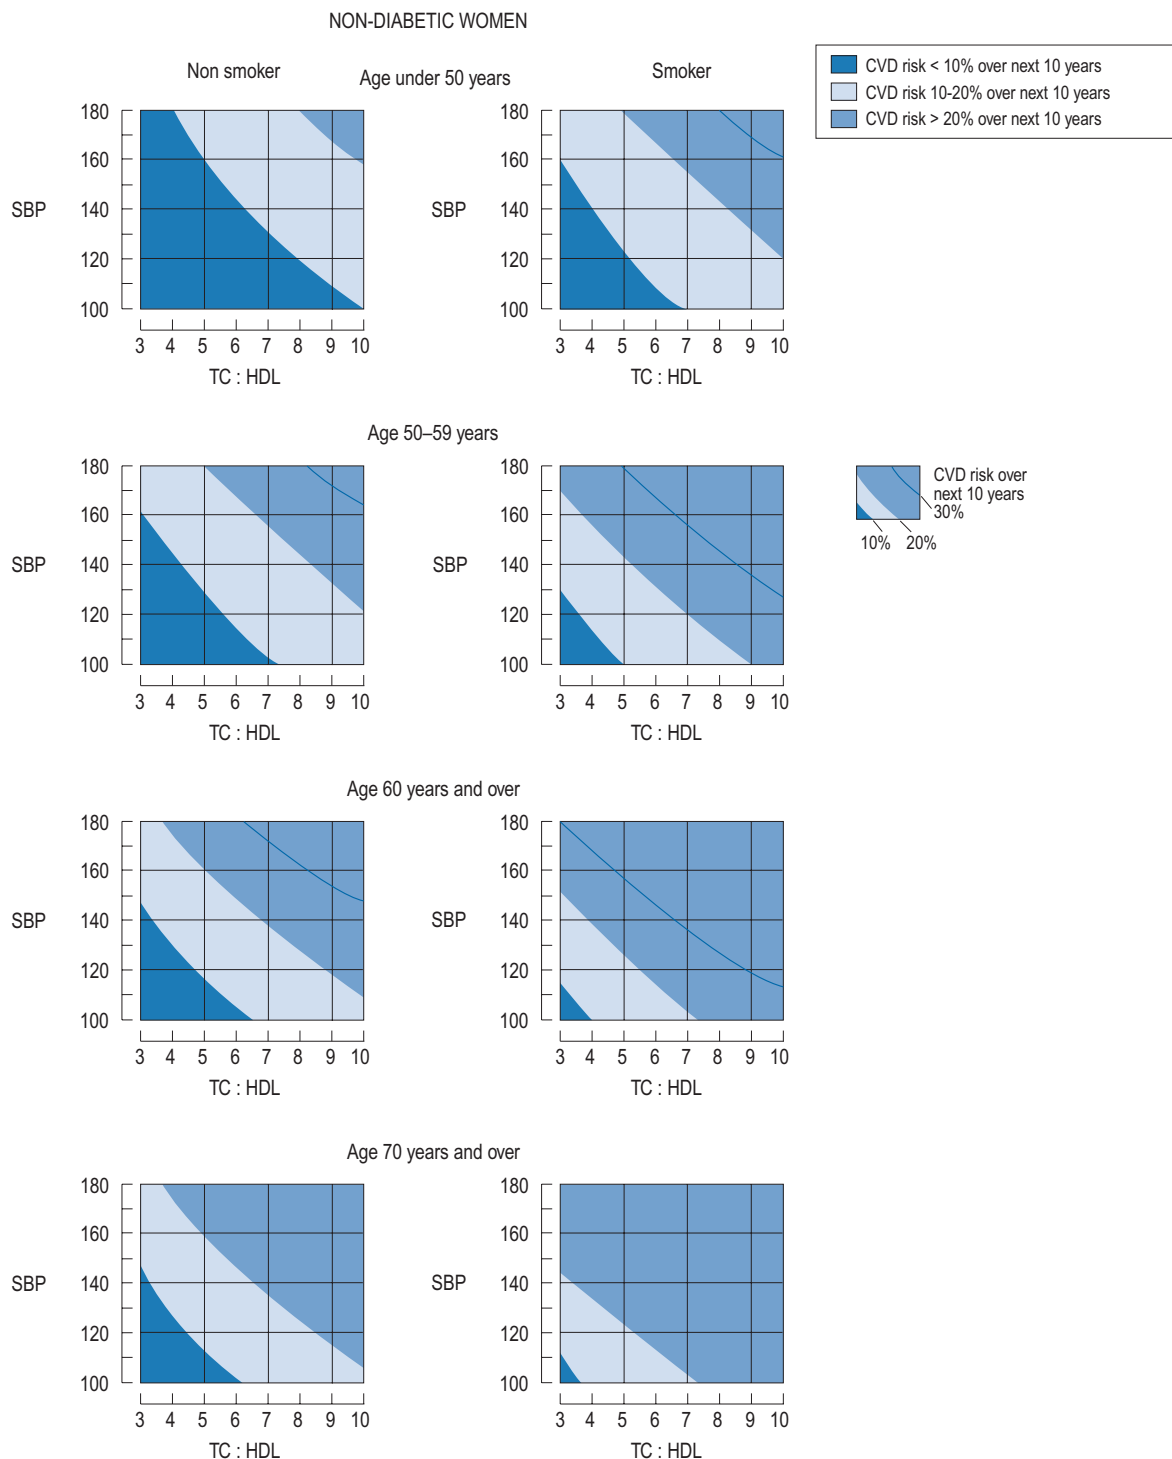 NON-DIABETIC WOMEN
Non smoker
Age under 50 years
Smoker
CVD risk < 10% over next 10 years
CVD risk 10-20% over next 10 years
CVD risk > 20% over next 10 years
SBP
180
160
140
120
100
3 4 5 6 7 8 9 10
TC : HDL
SBP
180
160
140
120
100
3 4 5 6 7 8 9 10
TC : HDL
Age 50–59 years
SBP
180
160
140
120
100
3 4 5 6 7 8 9 10
TC : HDL
SBP
180
160
140
120
100
3 4 5 6 7 8 9 10
TC : HDL
CVD risk over
next 10 years
30%
10% 20%
Age 60 years and over
SBP
180
160
140
120
100
3 4 5 6 7 8 9 10
TC : HDL
SBP
180
160
140
120
100
3 4 5 6 7 8 9 10
TC : HDL
Age 70 years and over
SBP
180
160
140
120
100
3 4 5 6 7 8 9 10
TC : HDL
SBP
180
160
140
120
100
3 4 5 6 7 8 9 10
TC : HDL